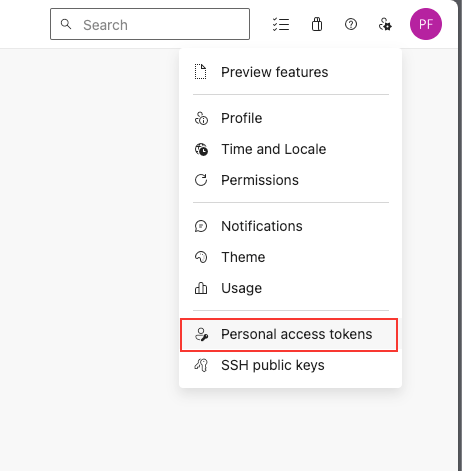 Search
PF
Preview features
Profile
Time and Locale
Permissions
Notifications
Theme
Usage
Personal access tokens
SSH public keys